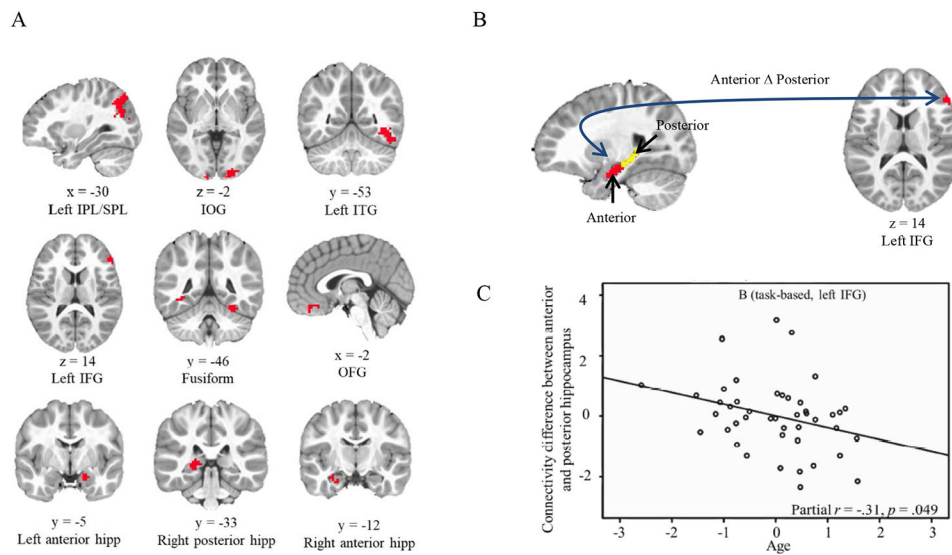 A
x = -30
Left IPL/SPL
z = -2
IOG
y = -53
Left ITG
z = 14
Left IFG
y = -46
Fusiform
x = -2
OFG
y = -5
Left anterior hipp
y = -33
Right posterior hipp
y = -12
Right anterior hipp
B
Anterior Δ Posterior
Posterior
Anterior
z = 14
Left IFG
C
B (task-based, left IFG)
Connectivity difference between anterior
and posterior hippocampus
4
2
0
-2
Partial r = -.31, p = .049
-3 -2 -1 0 1 2 3
Age